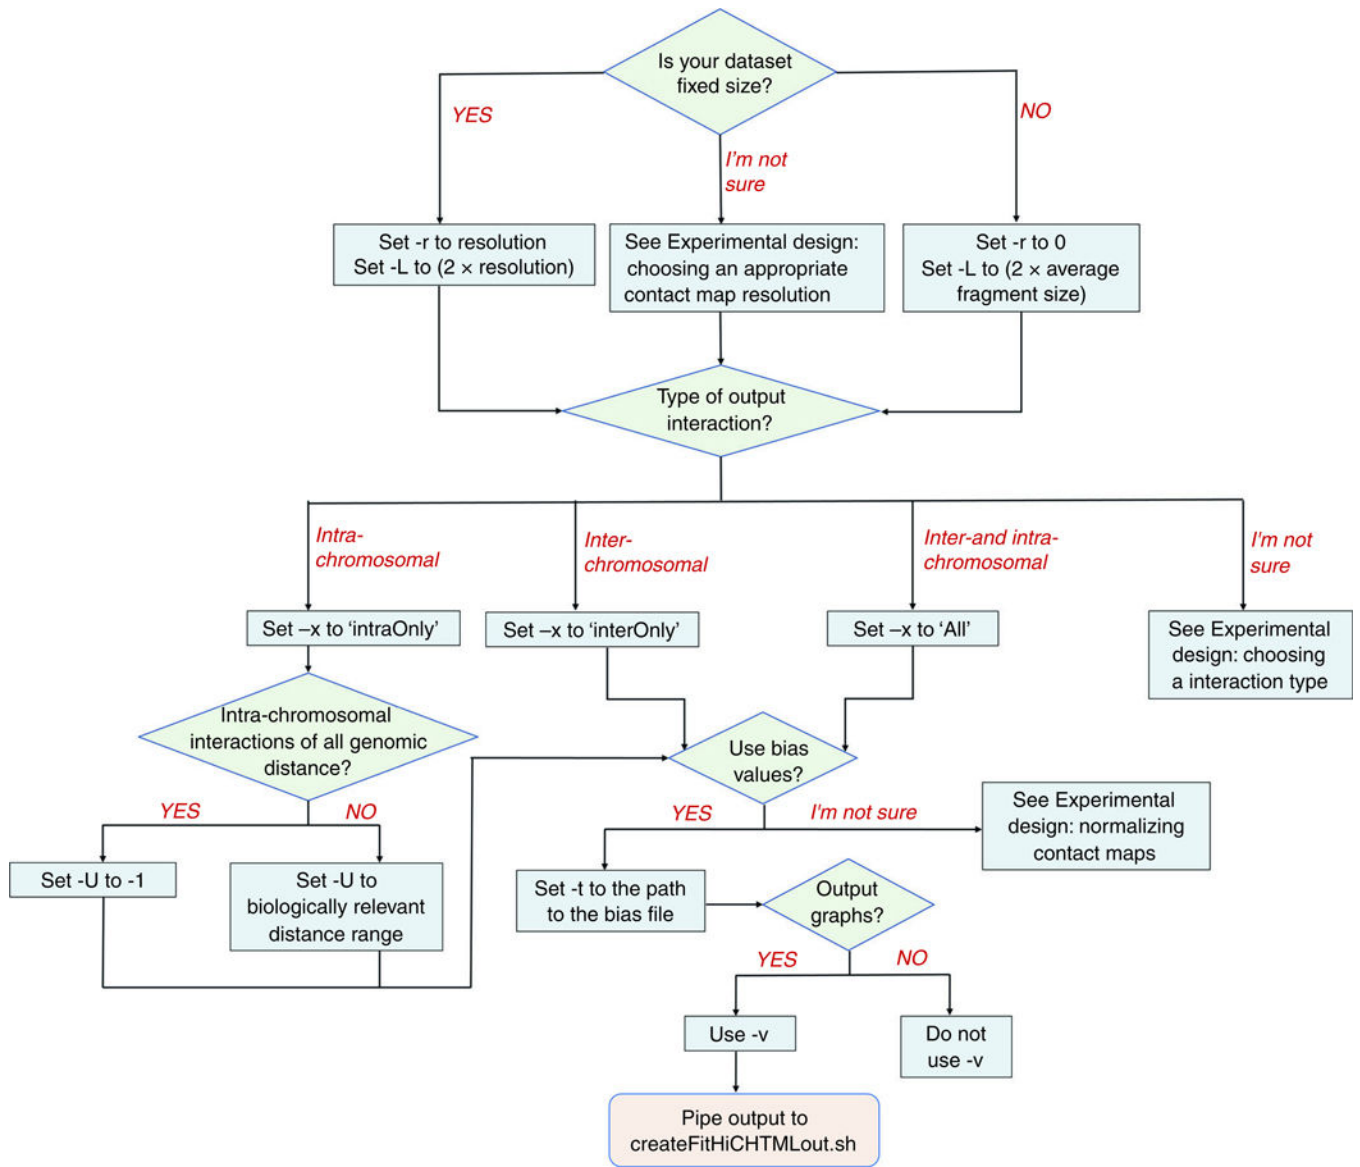 Is your dataset
fixed size?
YES
NO
I'm not
sure
Set -r to resolution
Set -L to (2 × resolution)
See Experimental design:
choosing an appropriate
contact map resolution
Set -r to 0
Set -L to (2 × average
fragment size)
Type of output
interaction?
Intra-
chromosomal
Inter-
chromosomal
Inter-and intra-
chromosomal
I'm not
sure
Set –x to ‘intraOnly’
Set –x to ‘interOnly’
Set –x to ‘All’
See Experimental
design: choosing
a interaction type
Intra-chromosomal
interactions of all genomic
distance?
Use bias
values?
YES
NO
YES
I'm not sure
See Experimental
design: normalizing
contact maps
Set -U to -1
Set -U to
biologically relevant
distance range
Set -t to the path
to the bias file
Output
graphs?
YES
NO
Use -v
Do not
use -v
Pipe output to
createFitHiCHTMLout.sh